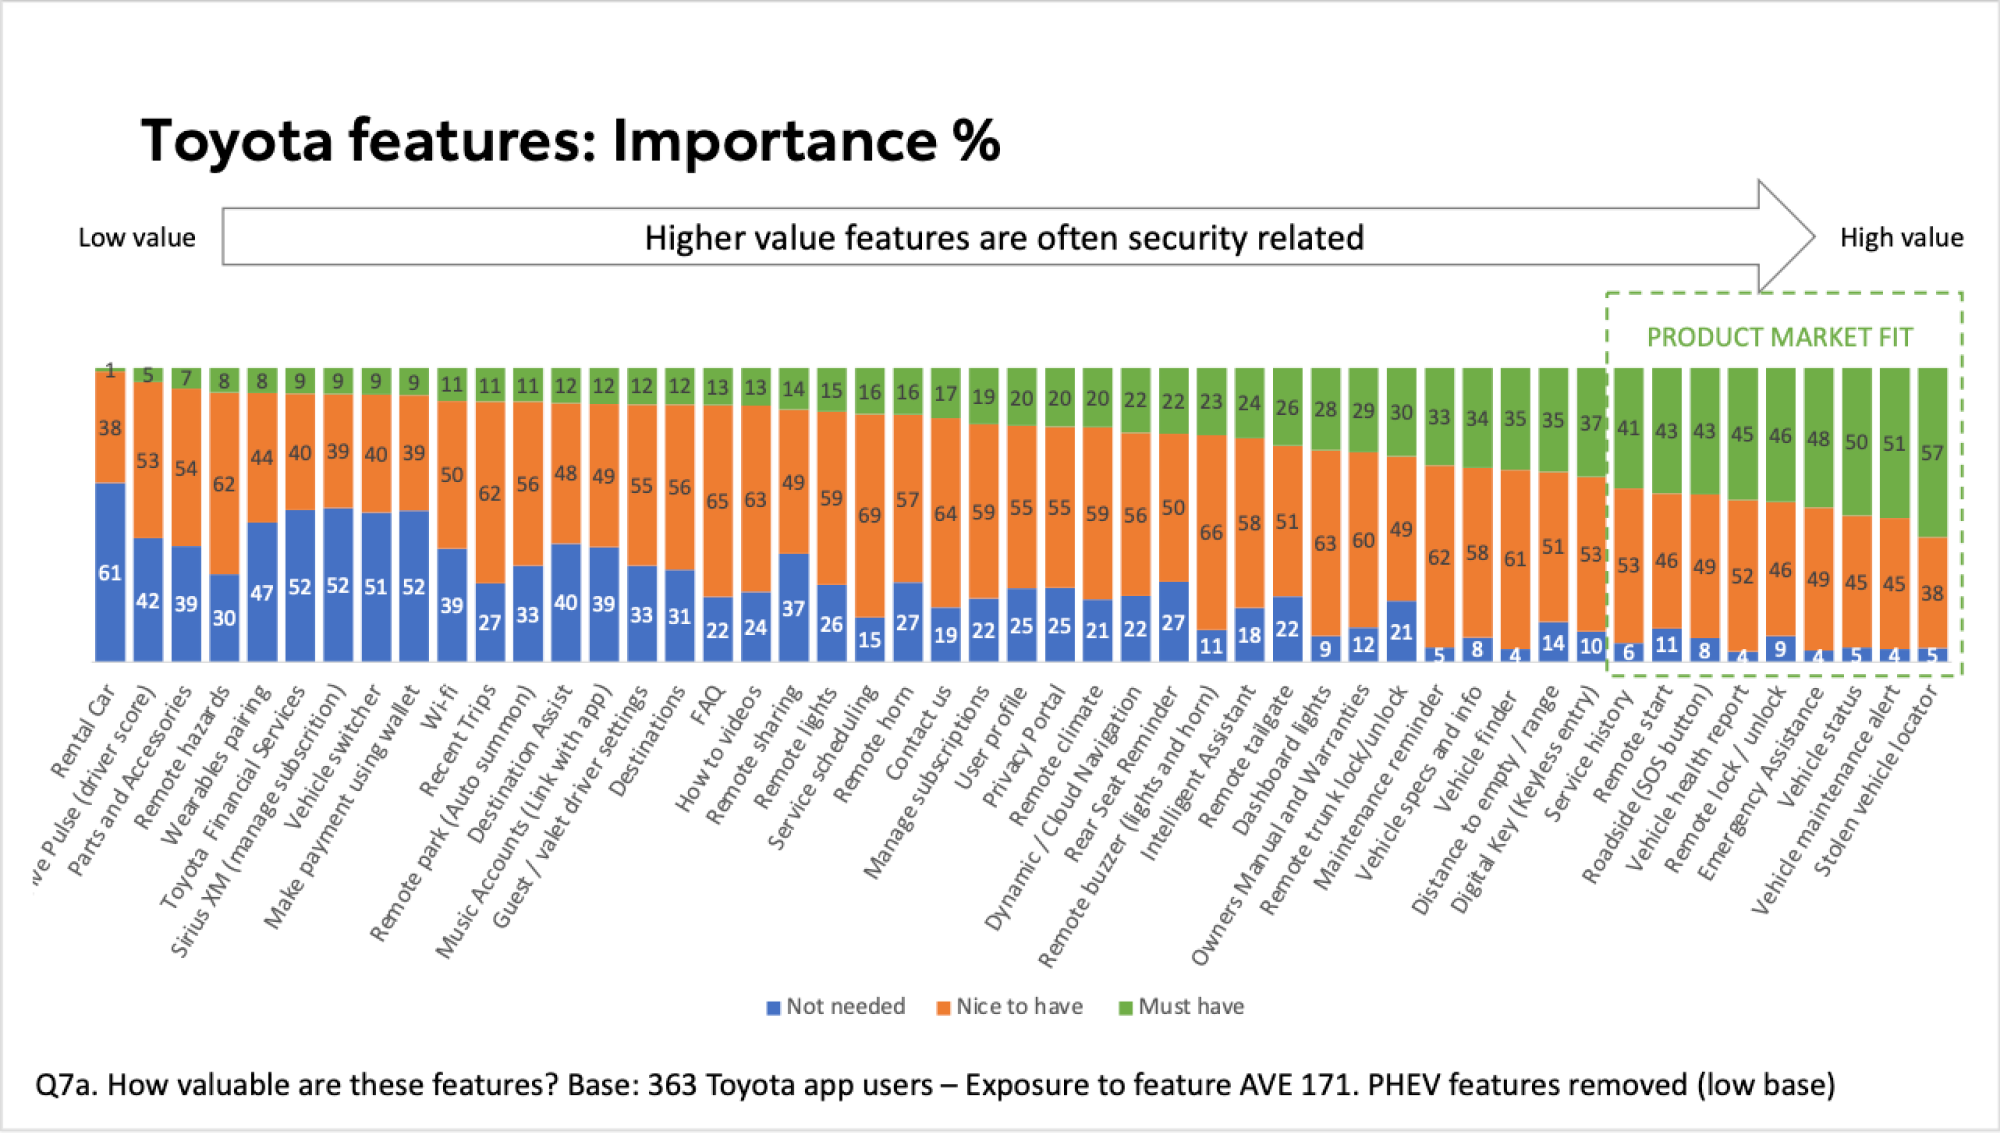 Toyota features: Importance %
Low value
Higher value features are often security related
High value
PRODUCT MARKET FIT
1 5 7 8 8 9 9 9 9 11 11 11 12 12 12 12 13 13 14 15 16 16 17 19 20 20 20 22 22 23 24 26 28 29 30 33 34 35 35 37 41 43 43 45 46 48 50 51 57
38 53 54 62 44 40 39 40 39 50 62 56 48 49 55 56 65 63 49 59 69 57 64 59 55 55 59 56 50 66 58 51 63 60 49 62 58 61 51 53 53 46 49 52 46 49 45 45 38
61 42 39 30 47 52 52 51 52 39 27 33 40 39 33 31 22 24 37 26 15 27 19 22 25 25 21 22 27 11 18 22 9 12 21 5 8 4 14 10 6 11 8 4 9 4 5 4 5
Rental Car
Pulse (driver score)
Parts and Accessories
Remote hazards
Wearables pairing
Toyota Financial Services
Sirius XM (manage subscrition)
Vehicle switcher
Make payment using wallet
Wi-fi
Recent Trips
Remote park (Auto summon)
Destination Assist
Music Accounts (Link with app)
Guest / valet driver settings
Destinations
FAQ
How to videos
Remote sharing
Remote lights
Service scheduling
Remote horn
Contact us
Manage subscriptions
User profile
Privacy Portal
Remote climate
Dynamic / Cloud Navigation
Rear Seat Reminder
Remote buzzer (lights and horn)
Intelligent Assistant
Remote tailgate
Dashboard lights
Owners Manual and Warranties
Remote trunk lock/unlock
Maintenance reminder
Vehicle specs and info
Vehicle finder
Distance to empty / range
Digital Key (Keyless entry)
Service history
Remote start
Roadside (SOS button)
Vehicle health report
Remote lock / unlock
Emergency Assistance
Vehicle status
Vehicle maintenance alert
Stolen vehicle locator
Not needed
Nice to have
Must have
Q7a. How valuable are these features? Base: 363 Toyota app users – Exposure to feature AVE 171. PHEV features removed (low base)